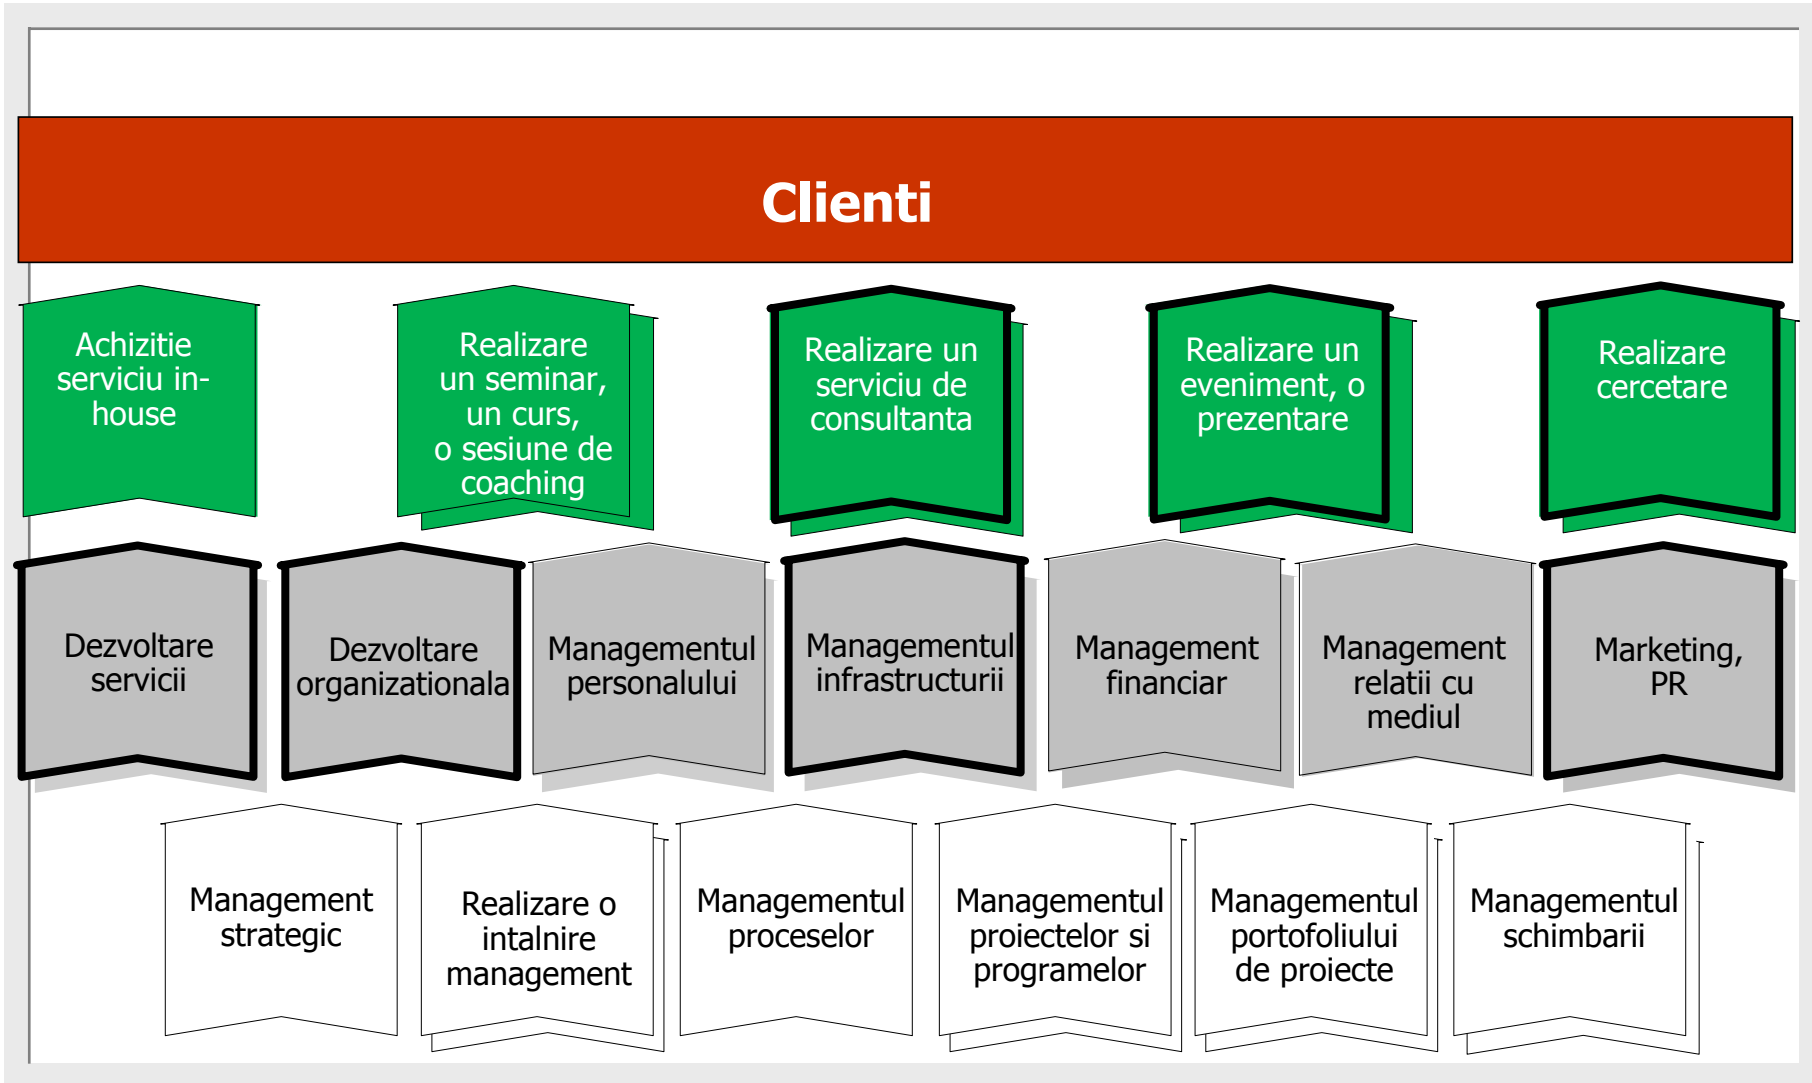 Clienti
Achizitie
serviciu in-
house
Realizare
un seminar,
un curs,
o sesiune de
coaching
Realizare un
serviciu de
consultanta
Realizare un
eveniment, o
prezentare
Realizare
cercetare
Dezvoltare
servicii
Dezvoltare
organizationala
Managementul
personalului
Managementul
infrastructurii
Management
financiar
Management
relatii cu
mediul
Marketing,
PR
Management
strategic
Realizare o
intalnire
management
Managementul
proceselor
Managementul
proiectelor si
programelor
Managementul
portofoliului
de proiecte
Managementul
schimbarii